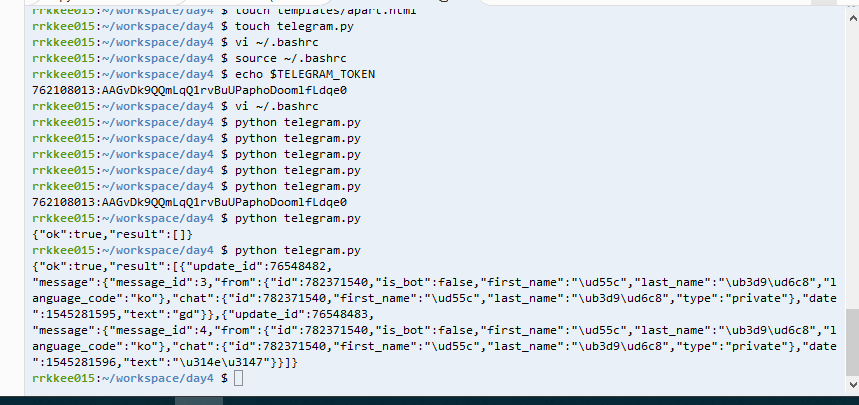 rrkkee015:~/workspace/day4 $ touch templates/apart.html
rrkkee015:~/workspace/day4 $ touch telegram.py
rrkkee015:~/workspace/day4 $ vi ~/.bashrc
rrkkee015:~/workspace/day4 $ source ~/.bashrc
rrkkee015:~/workspace/day4 $ echo $TELEGRAM_TOKEN
762108013:AAGvDk9QQmLqQ1rvBuUPaphoDoomlfLdqe0
rrkkee015:~/workspace/day4 $ vi ~/.bashrc
rrkkee015:~/workspace/day4 $ python telegram.py
rrkkee015:~/workspace/day4 $ python telegram.py
rrkkee015:~/workspace/day4 $ python telegram.py
rrkkee015:~/workspace/day4 $ python telegram.py
rrkkee015:~/workspace/day4 $ python telegram.py
762108013:AAGvDk9QQmLqQ1rvBuUPaphoDoomlfLdqe0
rrkkee015:~/workspace/day4 $ python telegram.py
{"ok":true,"result":[]}
rrkkee015:~/workspace/day4 $ python telegram.py
{"ok":true,"result":[{"update_id":76548482,
"message":{"message_id":3,"from":{"id":782371540,"is_bot":false,"first_name":"\ud55c","last_name":"\ub3d9\ud6c8","l
anguage_code":"ko"},"chat":{"id":782371540,"first_name":"\ud55c","last_name":"\ub3d9\ud6c8","type":"private"},"date
":1545281595,"text":"gd"}},{"update_id":76548483,
"message":{"message_id":4,"from":{"id":782371540,"is_bot":false,"first_name":"\ud55c","last_name":"\ub3d9\ud6c8","l
anguage_code":"ko"},"chat":{"id":782371540,"first_name":"\ud55c","last_name":"\ub3d9\ud6c8","type":"private"},"date
":1545281596,"text":"\u314e\u3147"}}]}
rrkkee015:~/workspace/day4 $